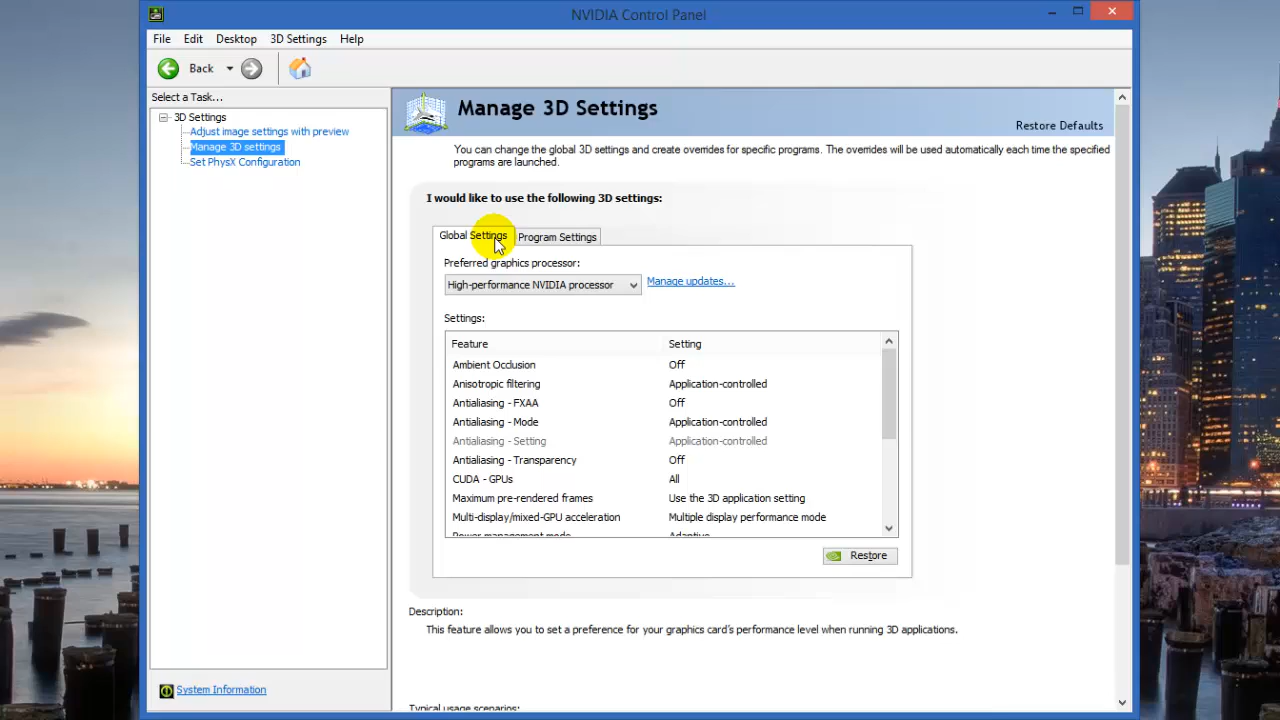 NVIDIA Control Panel
File Edit Desktop 3D Settings Help
Back
Select a Task...
3D Settings
Adjust image settings with preview
Manage 3D settings
Set PhysX Configuration
System Information
Manage 3D Settings
Restore Defaults
You can change the global 3D settings and create overrides for specific programs. The overrides will be used automatically each time the specified
programs are launched.
I would like to use the following 3D settings:
Global Settings Program Settings
Preferred graphics processor:
High-performance NVIDIA processor Manage updates...
Settings:
Feature Setting
Ambient Occlusion Off
Anisotropic filtering Application-controlled
Antialiasing - FXAA Off
Antialiasing - Mode Application-controlled
Antialiasing - Setting Application-controlled
Antialiasing - Transparency Off
CUDA - GPUs All
Maximum pre-rendered frames Use the 3D application setting
Multi-display/mixed-GPU acceleration Multiple display performance mode
Power management mode Adaptive
Restore
Description:
This feature allows you to set a preference for your graphics card's performance level when running 3D applications.
Typical usage scenarios: